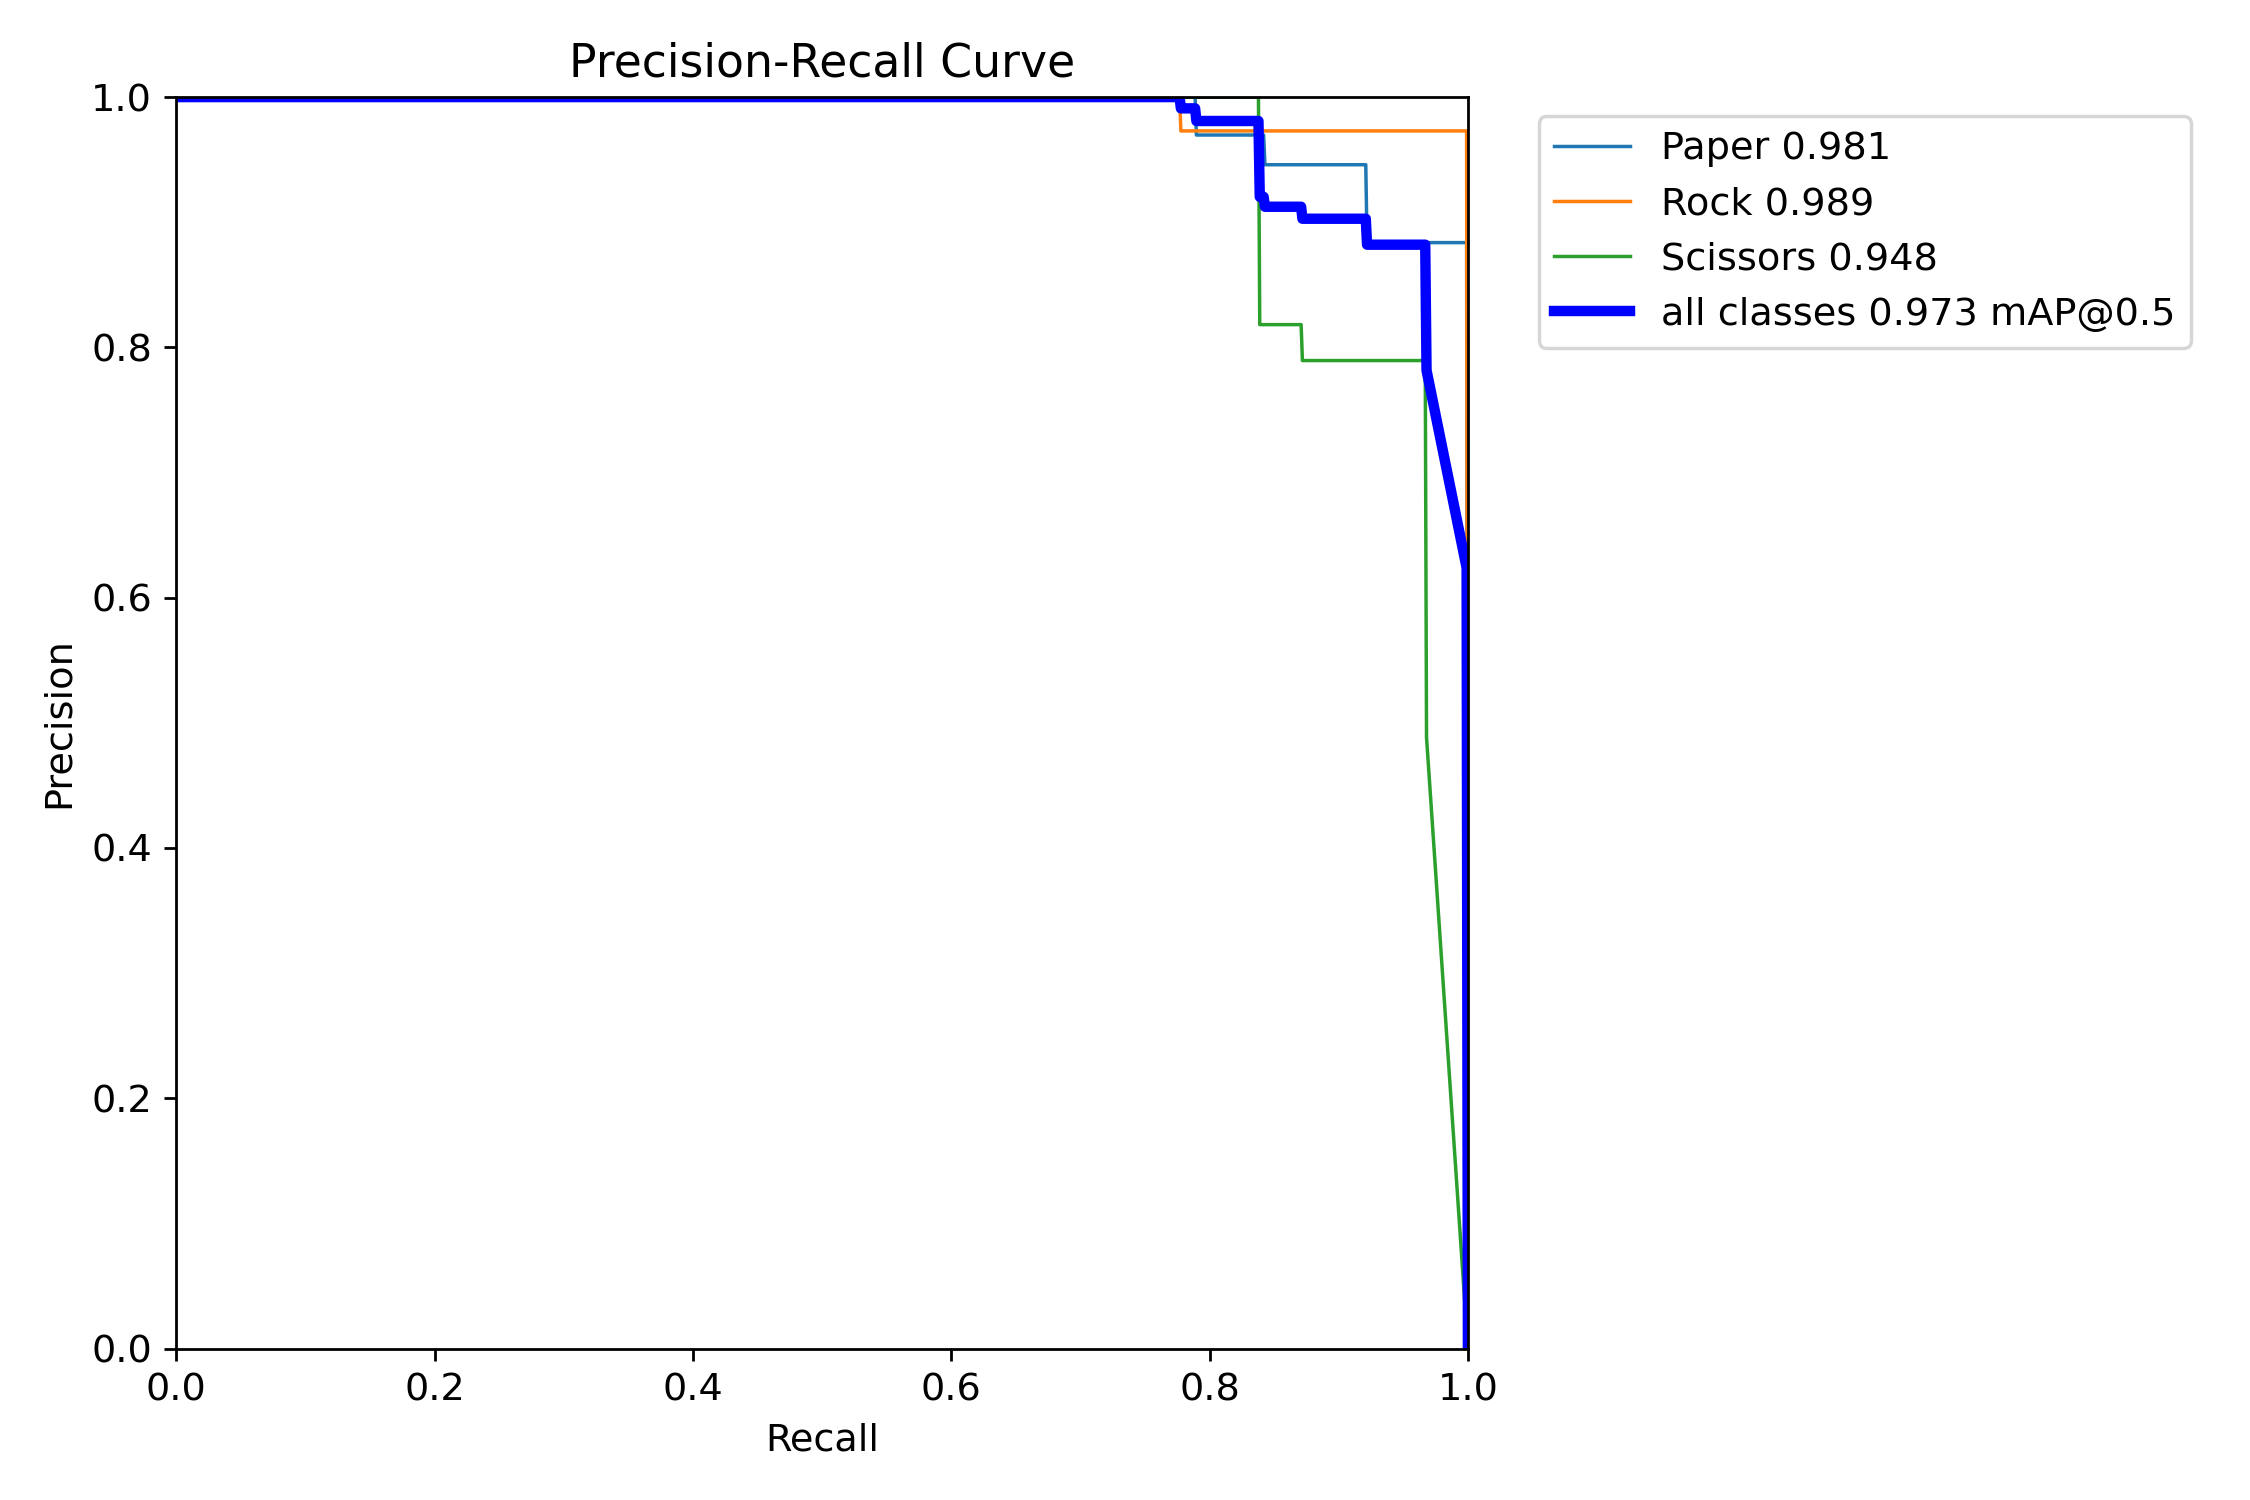 Precision-Recall Curve
1.0
0.8
0.6
0.4
0.2
0.0
Precision
0.0 0.2 0.4 0.6 0.8 1.0
Recall
Paper 0.981
Rock 0.989
Scissors 0.948
all classes 0.973 mAP@0.5